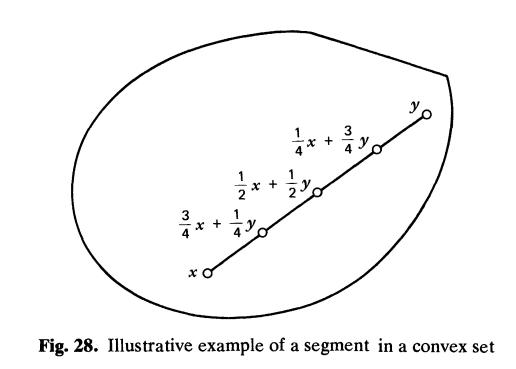 y
1/4 x + 3/4 y
1/2 x + 1/2 y
3/4 x + 1/4 y
x
Fig. 28. Illustrative example of a segment in a convex set